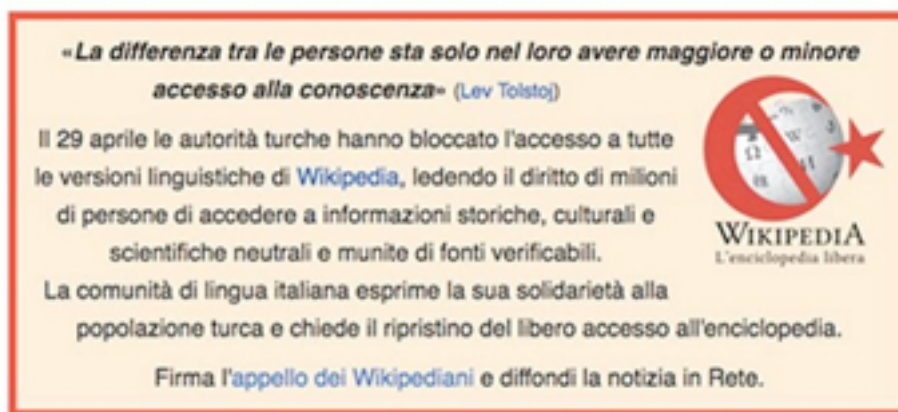 «La differenza tra le persone sta solo nel loro avere maggiore o minore
accesso alla conoscenza» (Lev Tolstoj)
Il 29 aprile le autorità turche hanno bloccato l'accesso a tutte
le versioni linguistiche di Wikipedia, ledendo il diritto di milioni
di persone di accedere a informazioni storiche, culturali e
scientifiche neutrali e munite di fonti verificabili.
WIKIPEDIA
L'enciclopedia libera
La comunità di lingua italiana esprime la sua solidarietà alla
popolazione turca e chiede il ripristino del libero accesso all'enciclopedia.
Firma l'appello dei Wikipediani e diffondi la notizia in Rete.